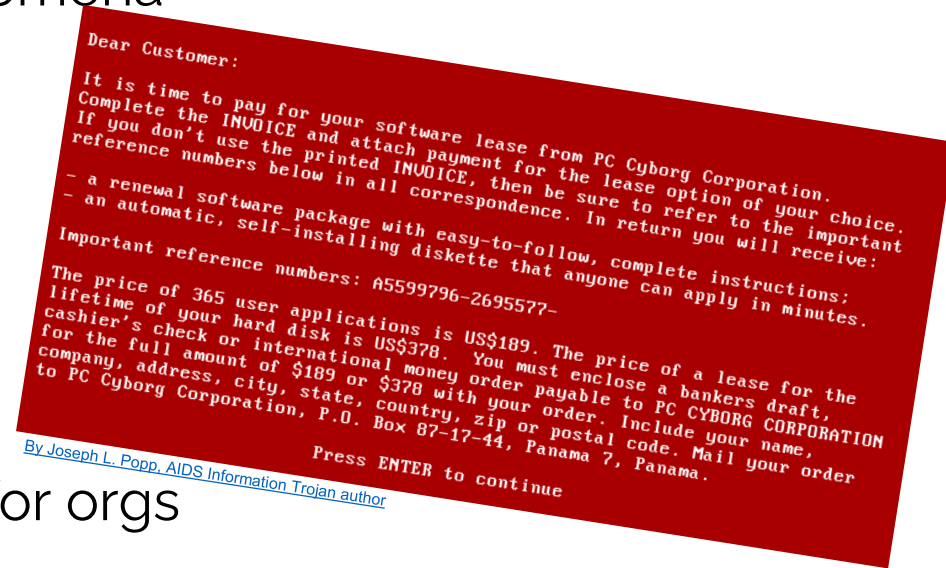 Dear Customer:
It is time to pay for your software lease from PC Cyborg Corporation.
Complete the INVOICE and attach payment for the lease option of your choice.
If you don't use the printed INVOICE, then be sure to refer to the important
reference numbers below in all correspondence. In return you will receive:
- a renewal software package with easy-to-follow, complete instructions;
- an automatic, self-installing diskette that anyone can apply in minutes.
Important reference numbers: A5599796-2695577-
The price of 365 user applications is US$189. The price of a lease for the
lifetime of your hard disk is US$378. You must enclose a bankers draft,
cashier's check or international money order payable to PC CYBORG CORPORATION
for the full amount of $189 or $378 with your order. Include your name,
company, address, city, state, country, zip or postal code. Mail your order
to PC Cyborg Corporation, P.O. Box 87-17-44, Panama 7, Panama.
Press ENTER to continue
By Joseph L. Popp, AIDS Information Trojan author
or orgs